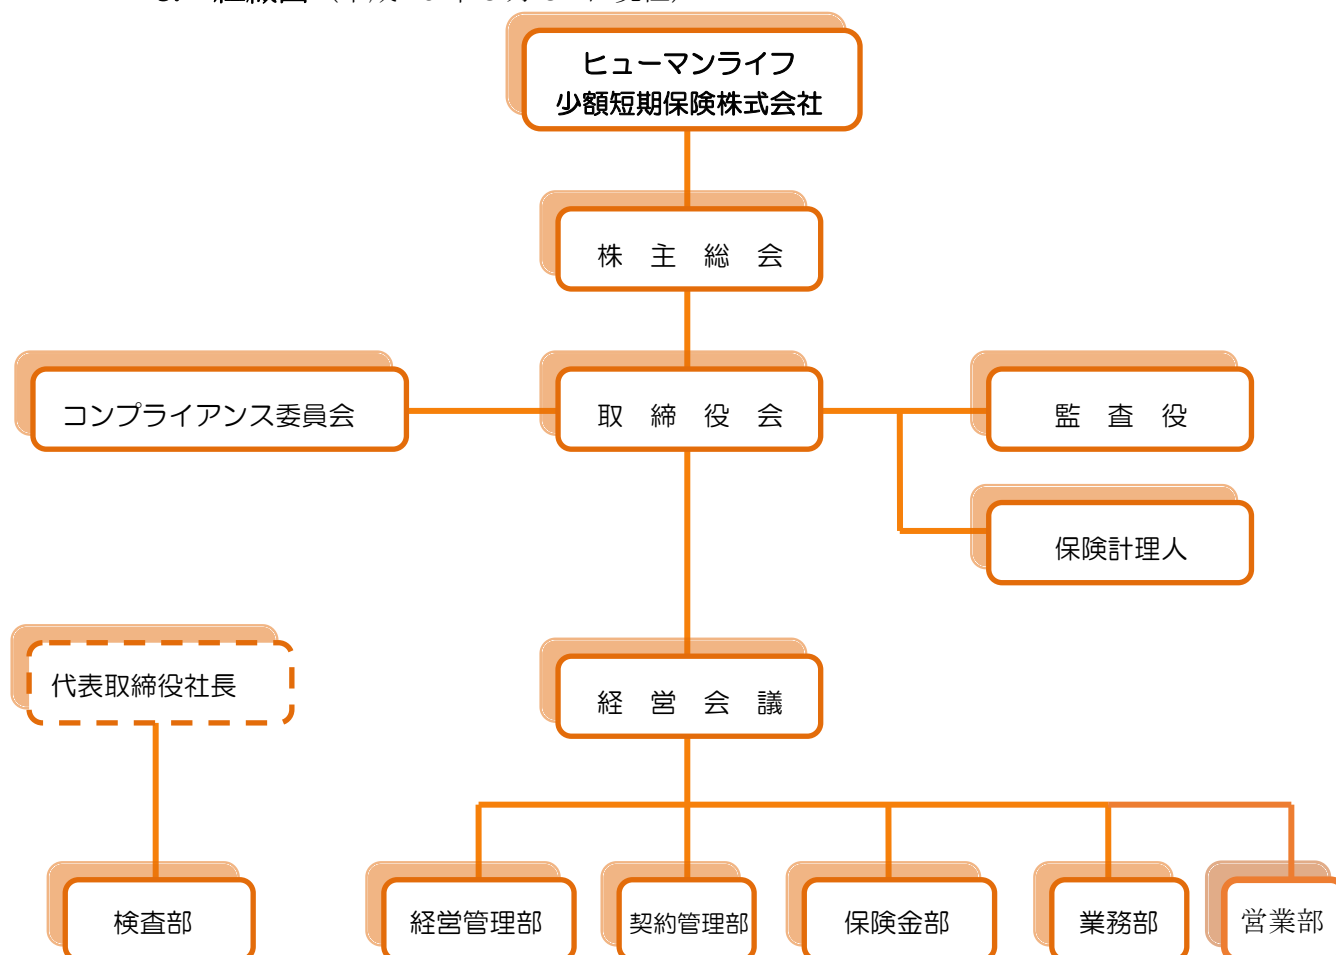 ヒューマンライフ
少額短期保険株式会社
株 主 総 会
コンプライアンス委員会
取 締 役 会
監 査 役
保険計理人
代表取締役社長
経 営 会 議
検査部
経営管理部
契約管理部
保険金部
業務部
営業部